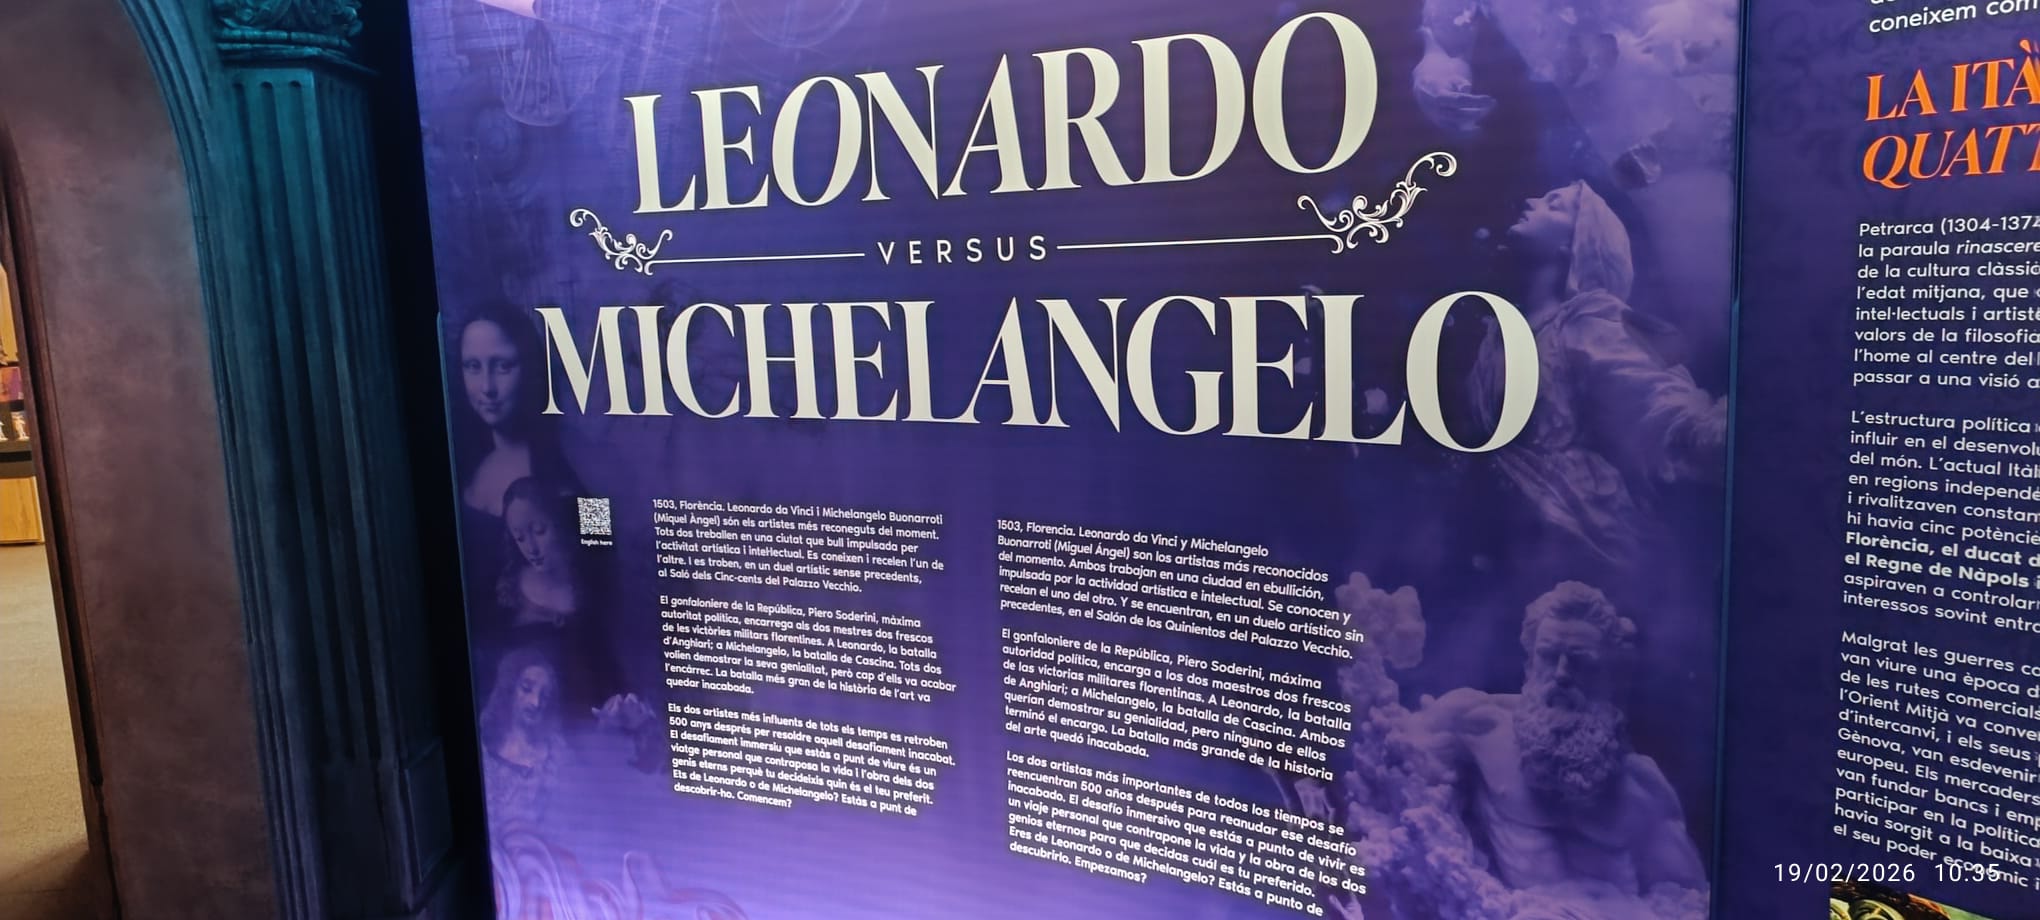 LEONARDO
VERSUS
MICHELANGELO
English here
1503, Florència. Leonardo da Vinci i Michelangelo Buonarroti
(Miquel Àngel) són els artistes més reconeguts del moment.
Tots dos treballen en una ciutat que bull impulsada per
l'activitat artística i intel·lectual. Es coneixen i recelen l'un de
l'altre. I es troben, en un duel artístic sense precedents,
al Saló dels Cinc-cents del Palazzo Vecchio.
El gonfaloniere de la República, Piero Soderini, màxima
autoritat política, encarrega als dos mestres dos frescos
de les victòries militars florentines. A Leonardo, la batalla
d'Anghiari; a Michelangelo, la batalla de Cascina. Tots dos
volien demostrar la seva genialitat, però cap d'ells va acabar
l'encàrrec. La batalla més gran de la història de l'art va
quedar inacabada.
Els dos artistes més influents de tots els temps es retroben
500 anys després per resoldre aquell desafiament inacabat.
El desafiament immersiu que estàs a punt de viure és un
viatge personal que contraposa la vida i l'obra dels dos
genis eterns perquè tu decideixis quin és el teu preferit.
Ets de Leonardo o de Michelangelo? Estàs a punt de
descobrir-ho. Comencem?
1503, Florencia. Leonardo da Vinci y Michelangelo
Buonarroti (Miguel Ángel) son los artistas más reconocidos
del momento. Ambos trabajan en una ciudad en ebullición,
impulsada por la actividad artística e intelectual. Se conocen y
recelan el uno del otro. Y se encuentran, en un duelo artístico sin
precedentes, en el Salón de los Quinientos del Palazzo Vecchio.
El gonfaloniere de la República, Piero Soderini, máxima
autoridad política, encarga a los dos maestros dos frescos
de las victorias militares florentinas. A Leonardo, la batalla
de Anghiari; a Michelangelo, la batalla de Cascina. Ambos
querían demostrar su genialidad, pero ninguno de ellos
terminó el encargo. La batalla más grande de la historia
del arte quedó inacabada.
Los dos artistas más importantes de todos los tiempos se
reencuentran 500 años después para reanudar ese desafío
inacabado. El desafío inmersivo que estás a punto de vivir es
un viaje personal que contrapone la vida y la obra de los dos
genios eternos para que decidas cuál es tu preferido.
Eres de Leonardo o de Michelangelo? Estás a punto de
descubrirlo. Empezamos?
coneixem com
LA ITÀ
QUATT
Petrarca (1304-1374
la paraula rinascere
de la cultura clàssic
l'edat mitjana, que
intel·lectuals i artist
valors de la filosofia
l'home al centre del
passar a una visió a
L'estructura política
influir en el desenvolu
del món. L'actual Itàl
en regions independè
i rivalitzaven constan
hi havia cinc potèncie
Florència, el ducat d
el Regne de Nàpols i
aspiraven a controlar
interessos sovint entra
Malgrat les guerres co
van viure una època d
de les rutes comercials
l'Orient Mitjà va conve
d'intercanvi, i els seus
Gènova, van esdevenir
europeu. Els mercaders
van fundar bancs i emp
participar en la política
havia sorgit a la baixa
el seu poder econòmic i
19/02/2026 10:35